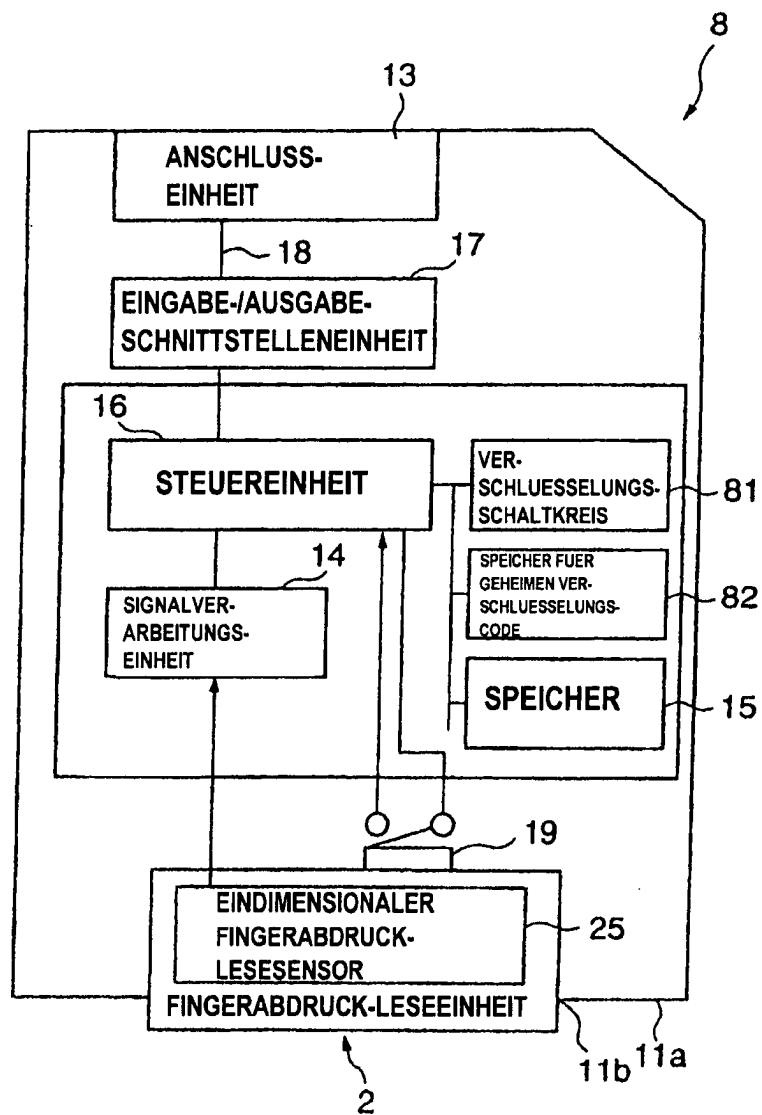 8
13
ANSCHLUSS-
EINHEIT
18
17
EINGABE-/AUSGABE-
SCHNITTSTELLENEINHEIT
16
STEUEREINHEIT
VER-
SCHLUESSELUNGS-
SCHALTKREIS
81
14
SIGNALVER-
ARBEITUNGS-
EINHEIT
SPEICHER FUER
GEHEIMEN VER-
SCHLUESSELUNGS-
CODE
82
SPEICHER
15
19
EINDIMENSIONALER
FINGERABDRUCK-
LESESENSOR
25
FINGERABDRUCK-LESEEINHEIT
2
11b
11a